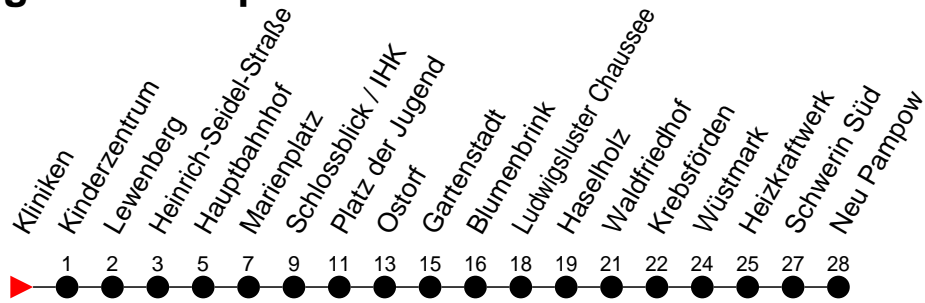 Kliniken
Kinderzentrum
Lewenberg
Heinrich-Seidel-Straße
Hauptbahnhof
Marienplatz
Schlossblick / IHK
Platz der Jugend
Ostorf
Gartenstadt
Blumenbrink
Ludwigsluster Chaussee
Haselholz
Waldfriedhof
Krebsförden
Wüstmark
Heizkraftwerk
Schwerin Süd
Neu Pampow
1 2 3 5 7 9 11 13 15 16 18 19 21 22 24 25 27 28